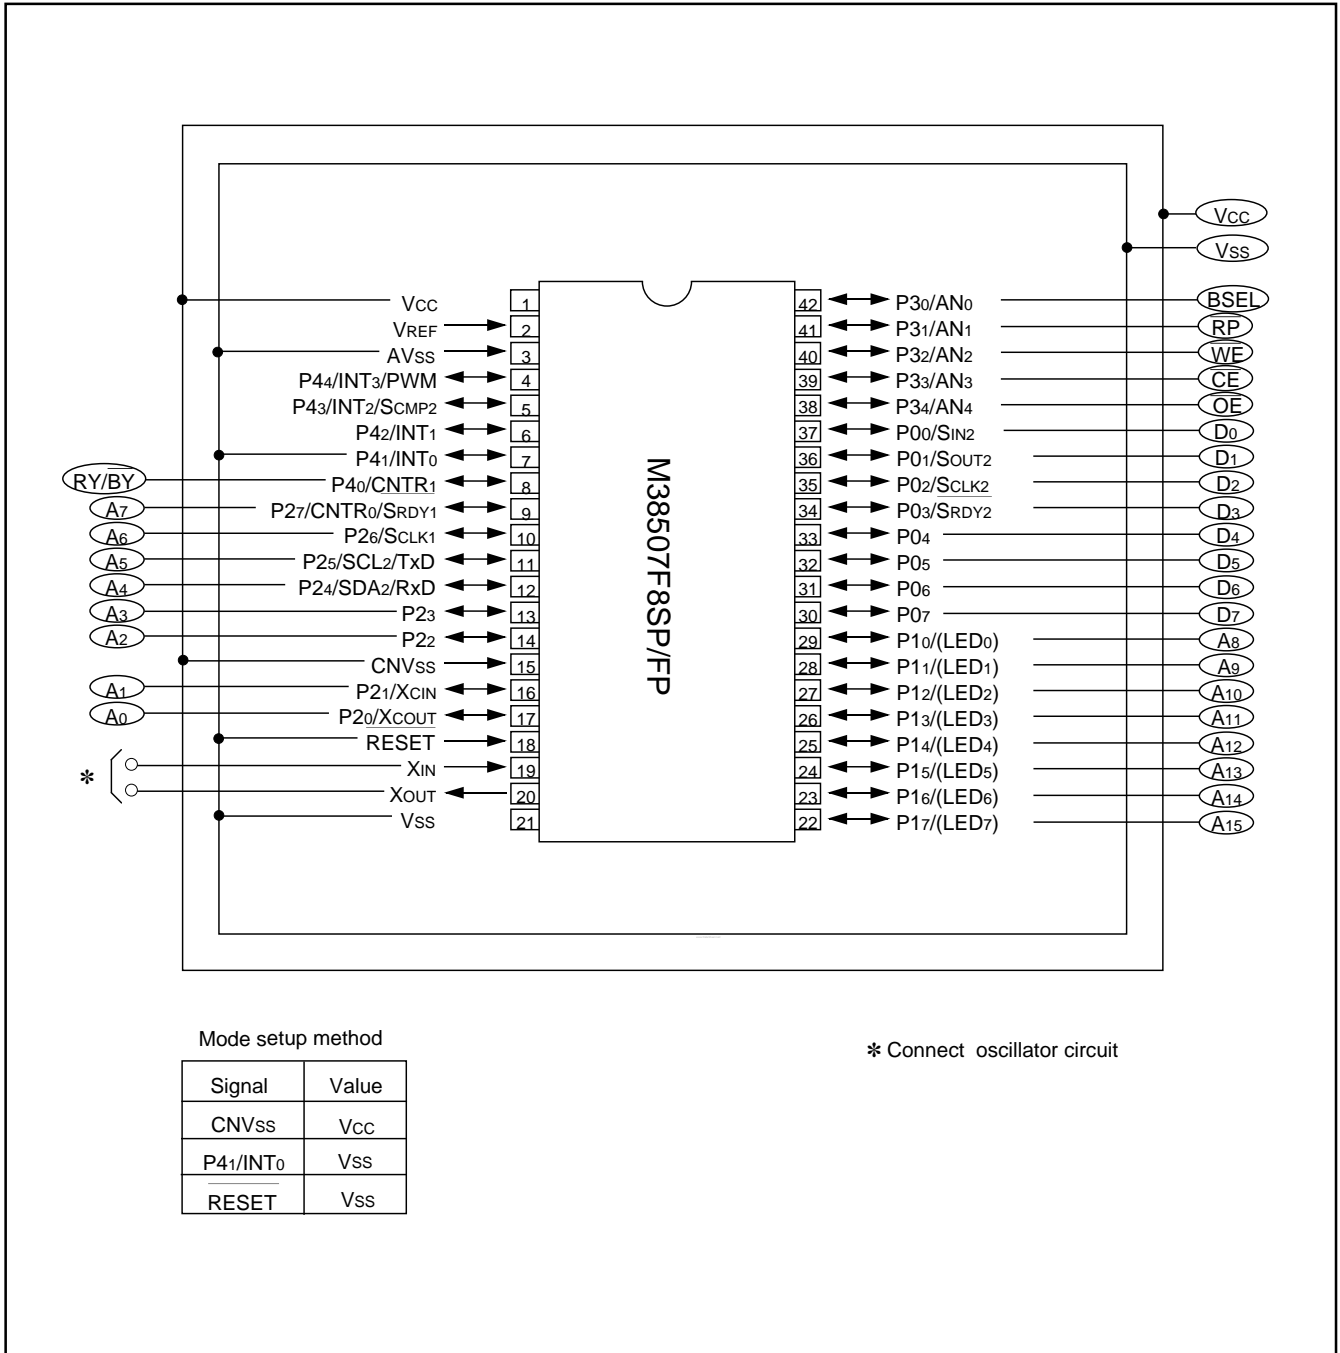 VCC
VSS
VCC 1 42 P30/AN0 BSEL
VREF 2 41 P31/AN1 RP
AVSS 3 40 P32/AN2 WE
P44/INT3/PWM 4 39 P33/AN3 CE
P43/INT2/SCMP2 5 38 P34/AN4 OE
P42/INT1 6 37 P00/SIN2 D0
P41/INT0 7 36 P01/SOUT2 D1
RY/BY P40/CNTR1 8 35 P02/SCLK2 D2
A7 P27/CNTR0/SRDY1 9 34 P03/SRDY2 D3
A6 P26/SCLK1 10 33 P04 D4
A5 P25/SCL2/TxD 11 32 P05 D5
A4 P24/SDA2/RxD 12 31 P06 D6
A3 P23 13 30 P07 D7
A2 P22 14 29 P10/(LED0) A8
CNVSS 15 28 P11/(LED1) A9
A1 P21/XCIN 16 27 P12/(LED2) A10
A0 P20/XCOUT 17 26 P13/(LED3) A11
RESET 18 25 P14/(LED4) A12
✻ XIN 19 24 P15/(LED5) A13
XOUT 20 23 P16/(LED6) A14
VSS 21 22 P17/(LED7) A15
M38507F8SP/FP
Mode setup method
Signal Value
CNVSS VCC
P41/INT0 VSS
RESET VSS
✻ Connect oscillator circuit